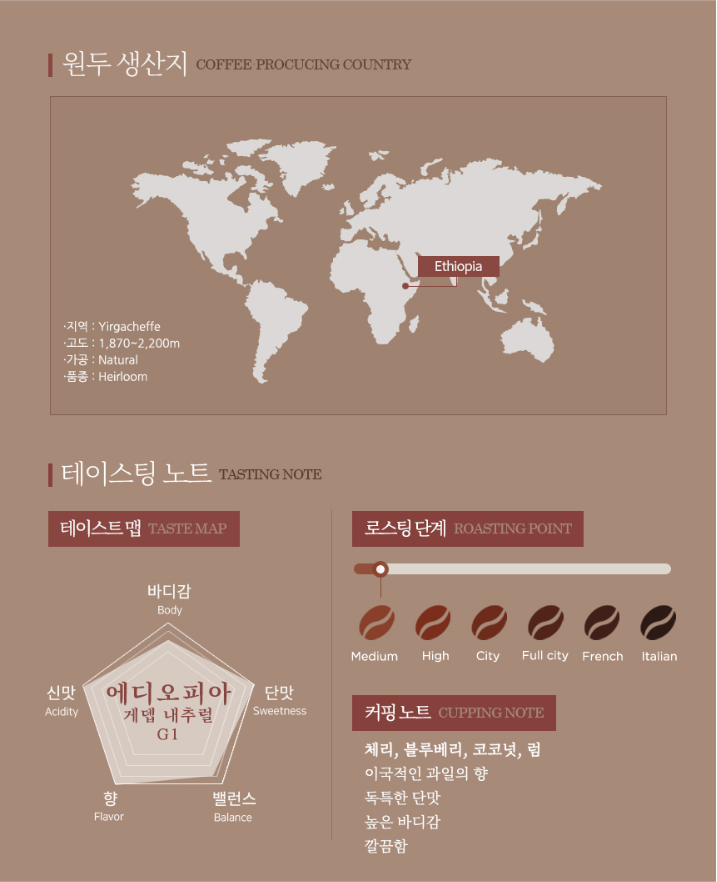 원두 생산지 COFFEE PROCUCING COUNTRY
Ethiopia
·지역 : Yirgacheffe
·고도 : 1,870~2,200m
·가공 : Natural
·품종 : Heirloom
테이스팅 노트 TASTING NOTE
테이스트 맵 TASTE MAP
바디감
Body
신맛
Acidity
단맛
Sweetness
에디오피아
게뎁 내추럴
G1
향
Flavor
밸런스
Balance
로스팅 단계 ROASTING POINT
Medium High City Full city French Italian
커핑 노트 CUPPING NOTE
체리, 블루베리, 코코넛, 럼
이국적인 과일의 향
독특한 단맛
높은 바디감
깔끔함